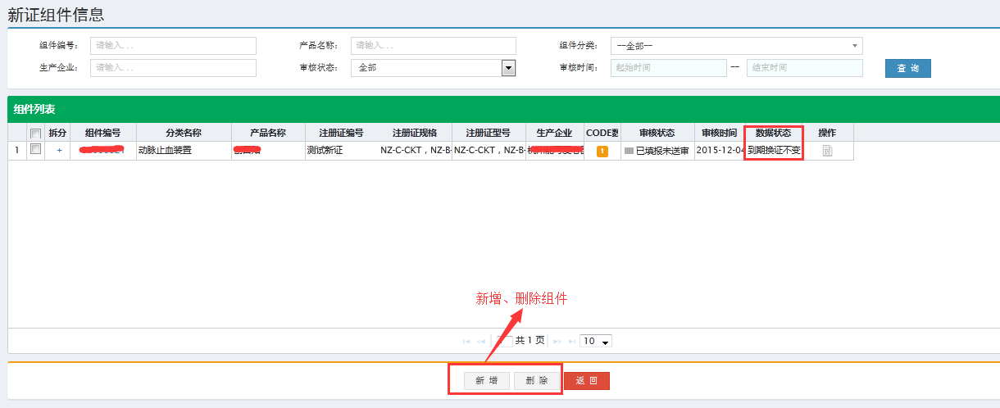 新证组件信息
组件编号： 请输入... 产品名称： 请输入... 组件分类： --全部--
生产企业： 请输入... 审核状态： 全部 审核时间： 起始时间 -- 结束时间 查 询
组件列表
拆分 组件编号 分类名称 产品名称 注册证编号 注册证规格 注册证型号 生产企业 CODE数 审核状态 审核时间 数据状态 操作
1 + 动脉止血装置 测试新证 NZ-C-CKT，NZ-B- NZ-C-CKT，NZ-B- 1 已填报未送审 2015-12-04 到期换证不变
新增、删除组件
共 1 页 10
新 增 删 除 返 回